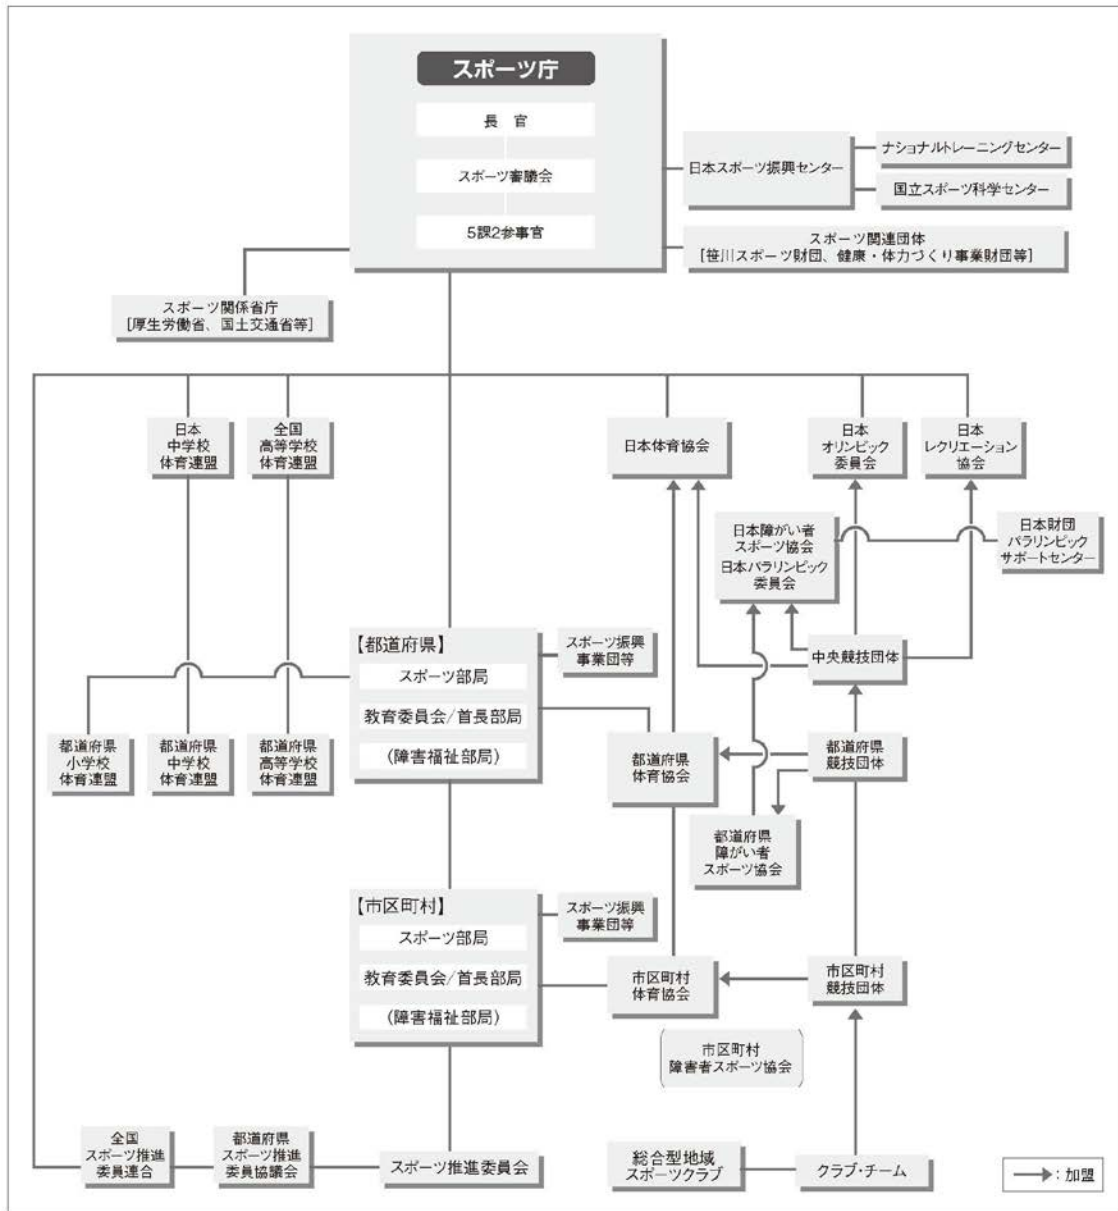 スポーツ庁
長　官
スポーツ審議会
5課2参事官
日本スポーツ振興センター
ナショナルトレーニングセンター
国立スポーツ科学センター
スポーツ関連団体
[笹川スポーツ財団、健康・体力づくり事業財団等]
スポーツ関係省庁
[厚生労働省、国土交通省等]
日本
中学校
体育連盟
全国
高等学校
体育連盟
日本体育協会
日本
オリンピック
委員会
日本
レクリエーション
協会
日本障がい者
スポーツ協会
日本パラリンピック
委員会
日本財団
パラリンピック
サポートセンター
【都道府県】
スポーツ部局
教育委員会/首長部局
(障害福祉部局)
スポーツ振興
事業団等
中央競技団体
都道府県
小学校
体育連盟
都道府県
中学校
体育連盟
都道府県
高等学校
体育連盟
都道府県
体育協会
都道府県
競技団体
都道府県
障がい者
スポーツ協会
【市区町村】
スポーツ部局
教育委員会/首長部局
(障害福祉部局)
スポーツ振興
事業団等
市区町村
体育協会
市区町村
競技団体
市区町村
障害者スポーツ協会
全国
スポーツ推進
委員連合
都道府県
スポーツ推進
委員協議会
スポーツ推進委員会
総合型地域
スポーツクラブ
クラブ・チーム
→：加盟